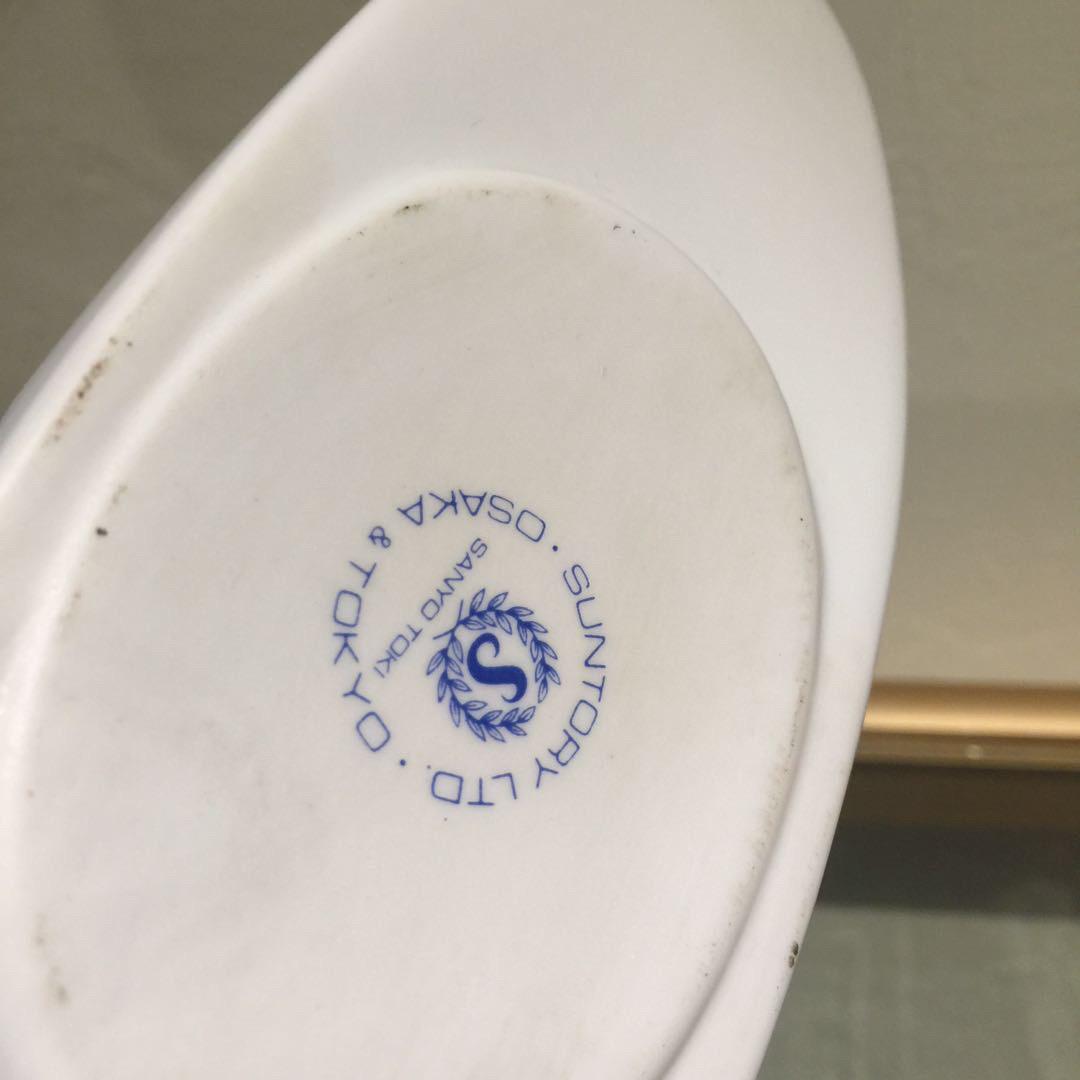 SUNTORY LTD.
S
SANYO TOKI
• OSAKA & TOKYO •